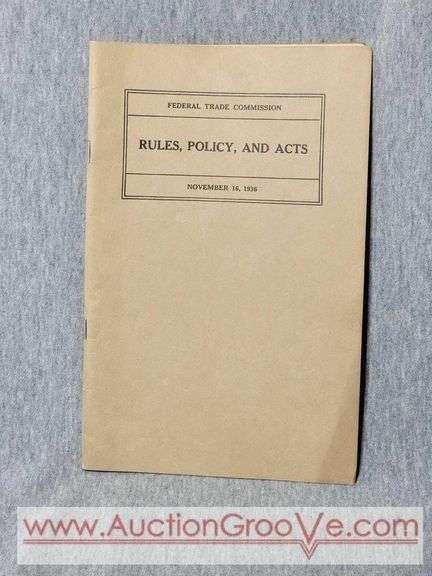 FEDERAL TRADE COMMISSION
RULES, POLICY, AND ACTS
NOVEMBER 16, 1936
www.AuctionGrooVe.com